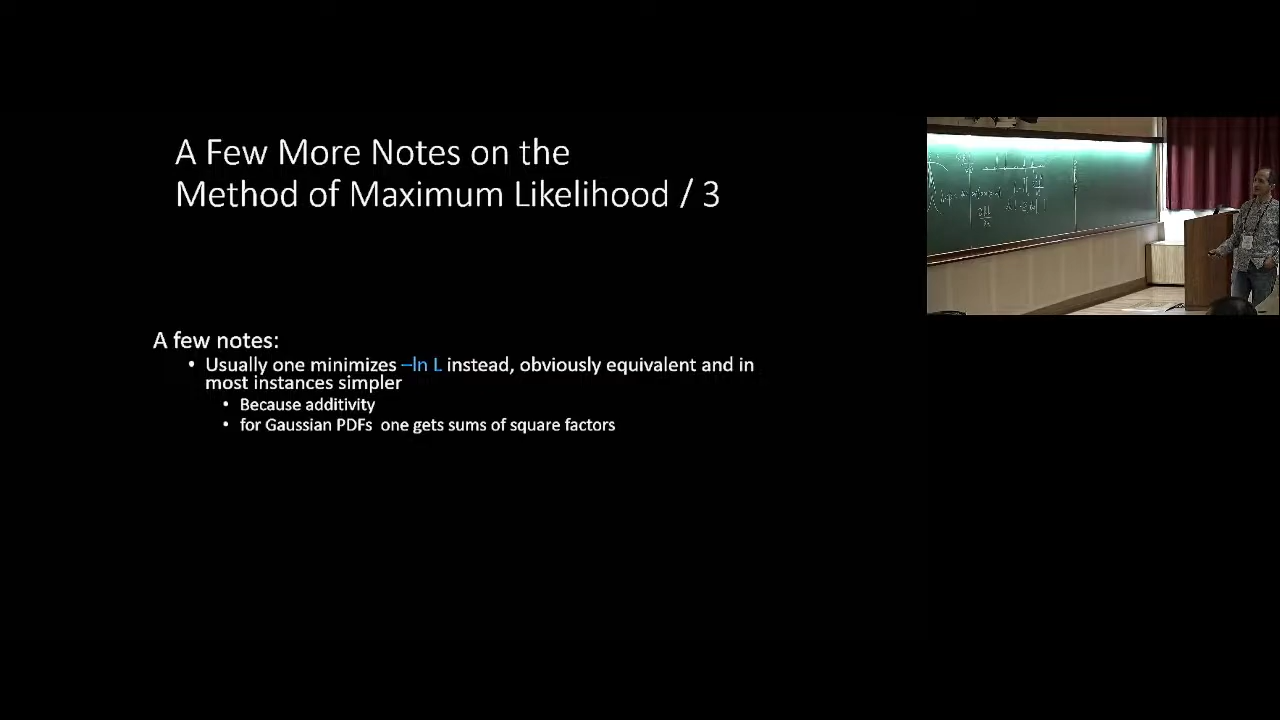 A Few More Notes on the
Method of Maximum Likelihood / 3
A few notes:
• Usually one minimizes –ln L instead, obviously equivalent and in
most instances simpler
• Because additivity
• for Gaussian PDFs one gets sums of square factors